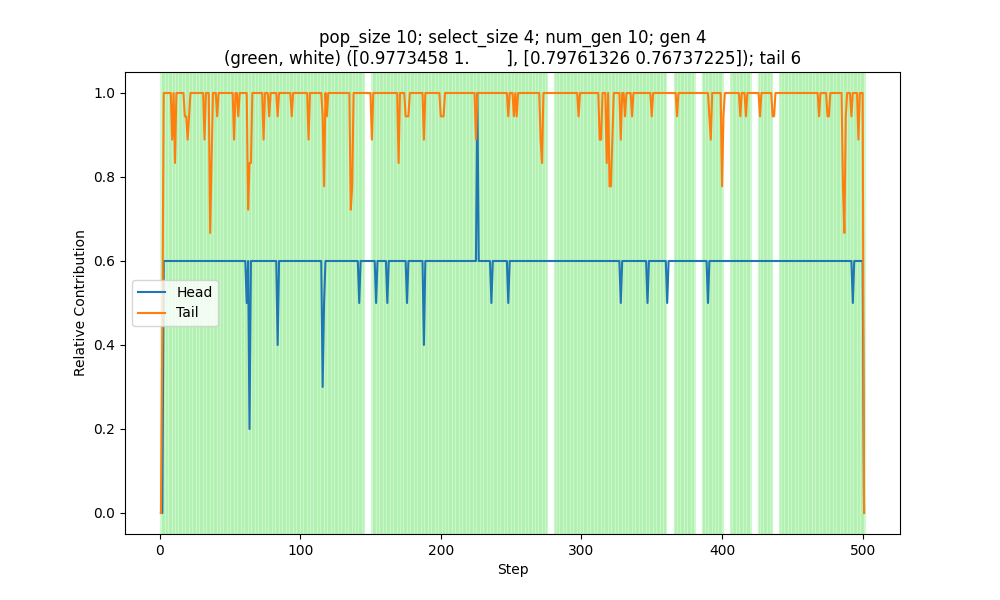 pop_size 10; select_size 4; num_gen 10; gen 4
(green, white) ([0.9773458 1.       ], [0.79761326 0.76737225]); tail 6
1.0
0.8
0.6
0.4
0.2
0.0
Relative Contribution
Head
Tail
0
100
200
300
400
500
Step